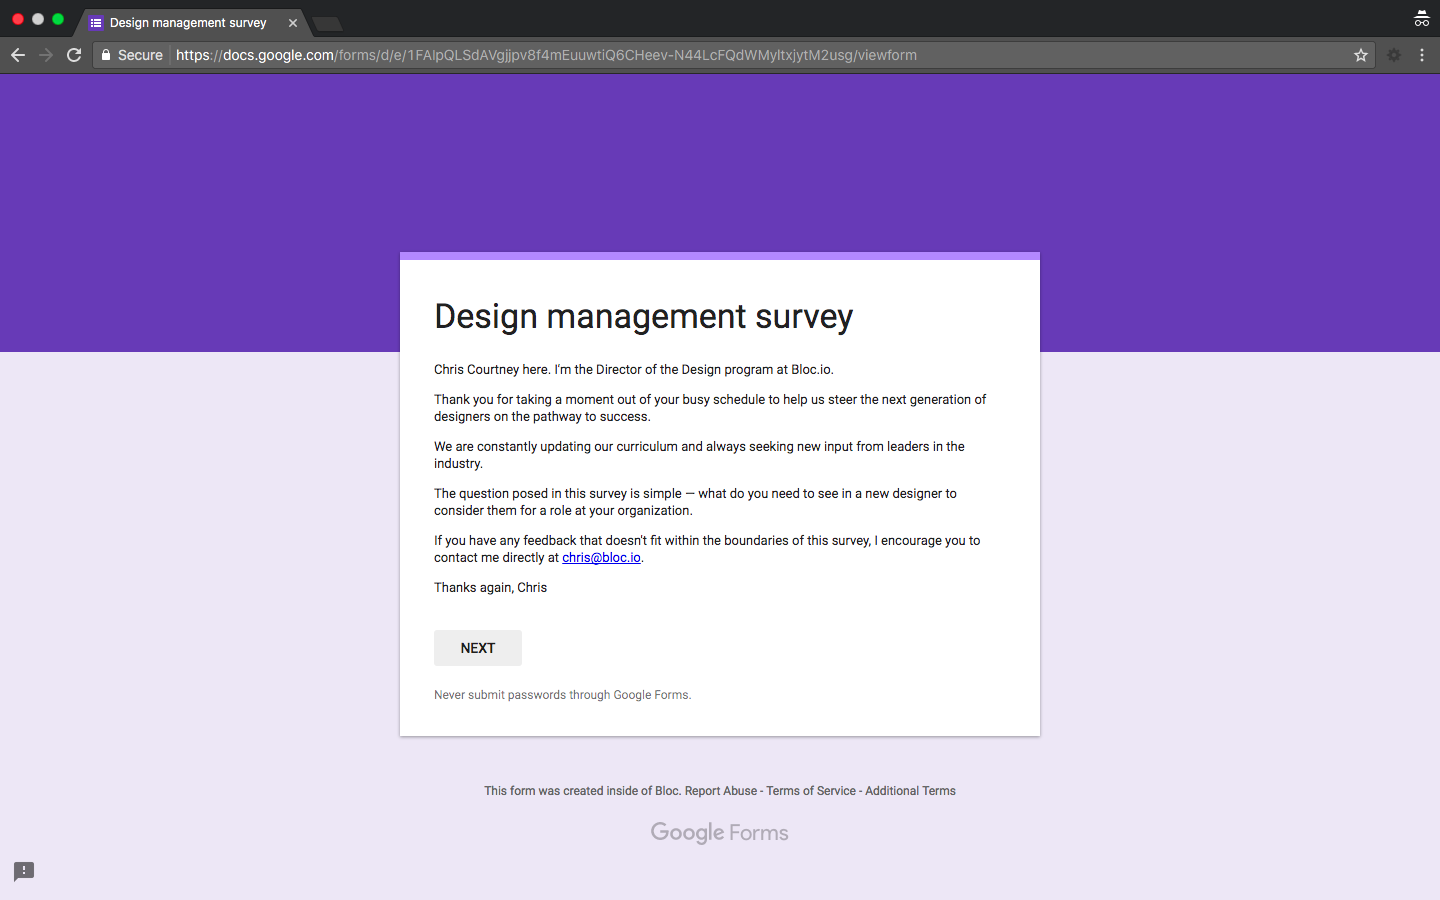 Design management survey
Secure https://docs.google.com/forms/d/e/1FAIpQLSdAVgjjpv8f4mEuuwtiQ6CHeev-N44LcFQdWMyltxjytM2usg/viewform
Design management survey
Chris Courtney here. I'm the Director of the Design program at Bloc.io.
Thank you for taking a moment out of your busy schedule to help us steer the next generation of
designers on the pathway to success.
We are constantly updating our curriculum and always seeking new input from leaders in the
industry.
The question posed in this survey is simple — what do you need to see in a new designer to
consider them for a role at your organization.
If you have any feedback that doesn't fit within the boundaries of this survey, I encourage you to
contact me directly at chris@bloc.io.
Thanks again, Chris
NEXT
Never submit passwords through Google Forms.
This form was created inside of Bloc. Report Abuse - Terms of Service - Additional Terms
Google Forms